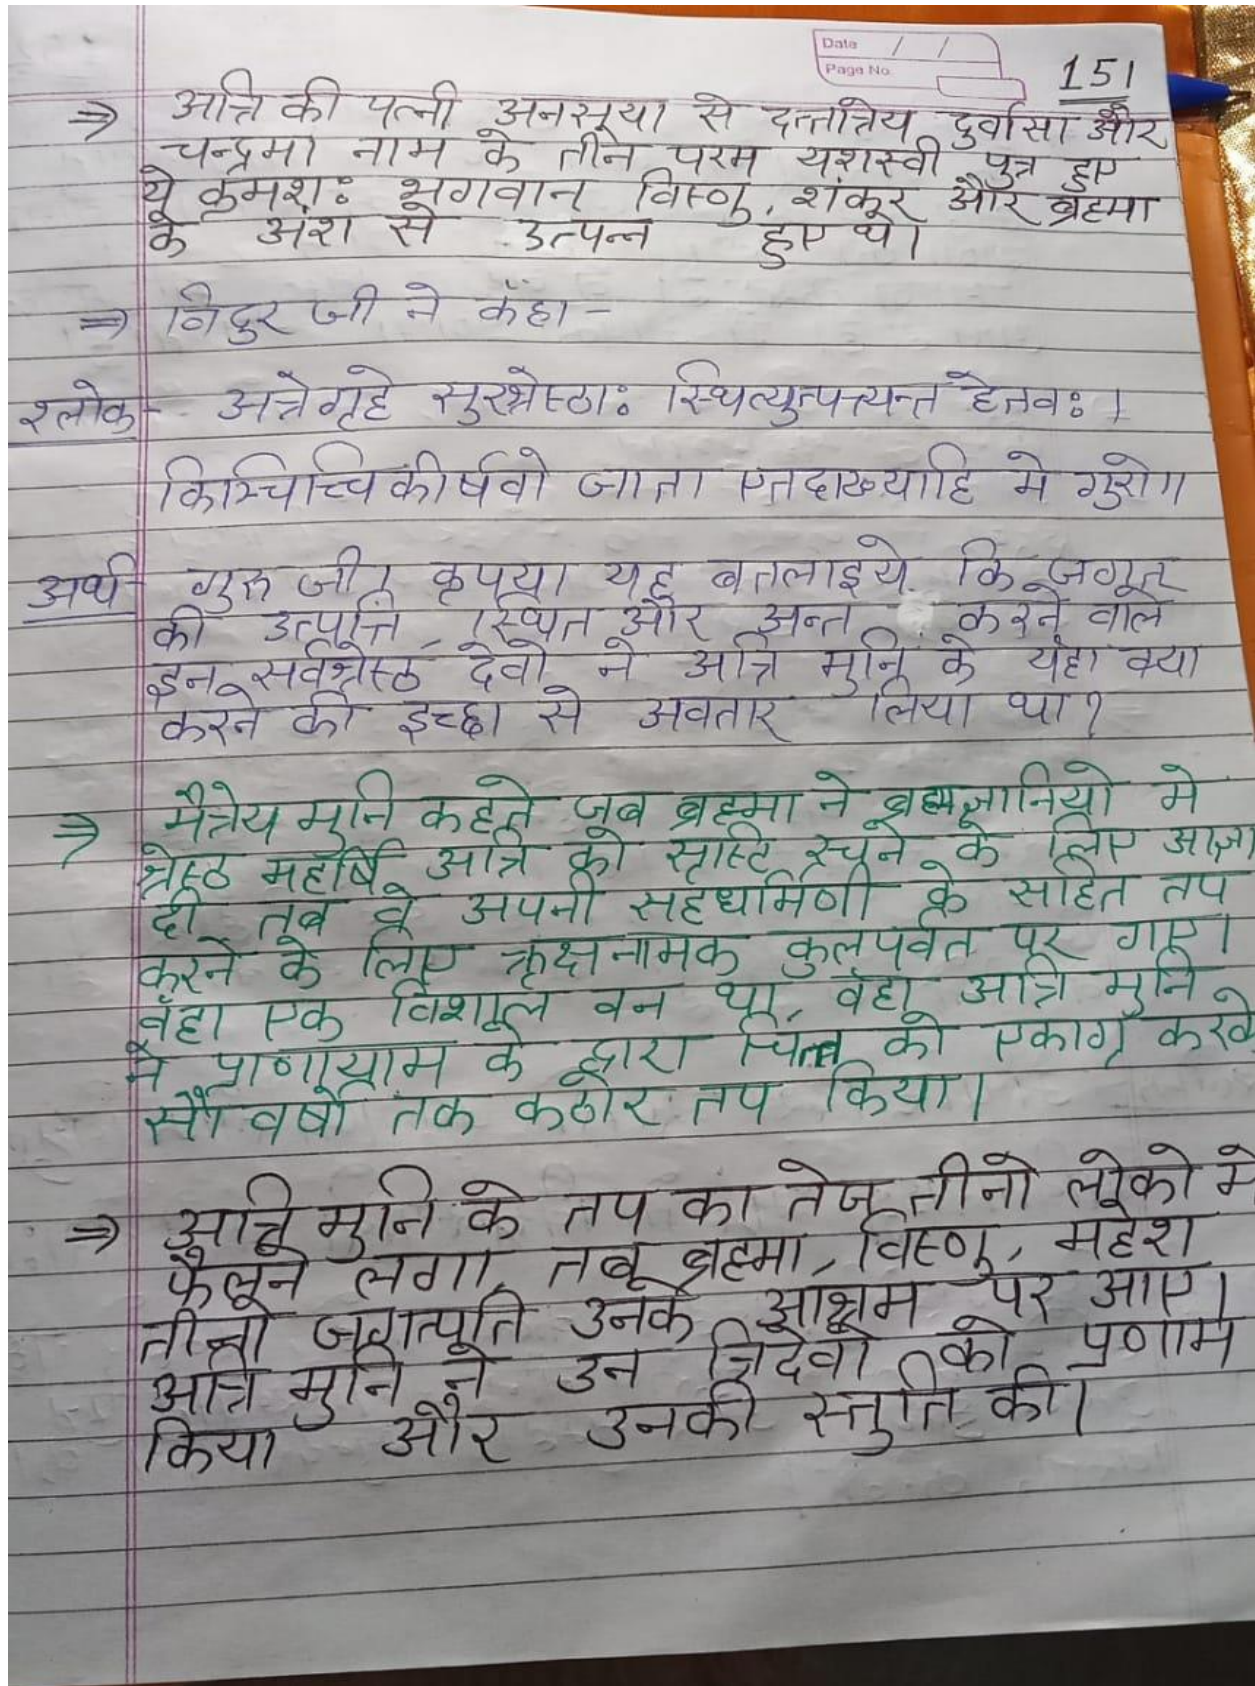 Date / /
Page No.
151
⇒ अत्रि की पत्नी अनसूया से दत्तात्रेय दुर्वासा और
चन्द्रमा नाम के तीन परम यशस्वी पुत्र हुए
ये क्रमशः भगवान विष्णु, शंकर और ब्रह्मा
के अंश से उत्पन्न हुए थे।
⇒ विदुर जी ने कँहा -
श्लोक - अत्रेगृहे सुरश्रेष्ठाः स्थित्युत्पत्त्यन्त हेतवः।
किञ्चिच्चिकीर्षवो जाता एतदाख्याहि मे गुरो॥
अर्थ - गुरु जी। कृपया यह बतलाइये कि जगत
की उत्पत्ति, स्थित और अन्त करने वाले
इन सर्वश्रेष्ठ देवो ने अत्रि मुनि के यँहा क्या
करने की इच्छा से अवतार लिया था?
⇒ मैत्रेय मुनि कहते जब ब्रह्मा ने ब्रह्मज्ञानियो मे
श्रेष्ठ महर्षि अत्रि को सृष्टि रचने के लिए आज्ञा
दी तब वे अपनी सहधर्मिणी के सहित तप
करने के लिए ऋक्षनामक कुलपर्वत पर गए।
वँहा एक विशाल वन था, वँहा अत्रि मुनि
ने प्राणायाम के द्वारा चित्त को एकाग्र करके
सौ वर्षो तक कठोर तप किया।
⇒ अत्रि मुनि के तप का तेज तीनो लोको मे
फैलने लगा, तब ब्रह्मा, विष्णु, महेश
तीनो जगत्पति उनके आश्रम पर आए।
अत्रि मुनि ने उन त्रिदेवो को प्रणाम
किया और उनकी स्तुति की।